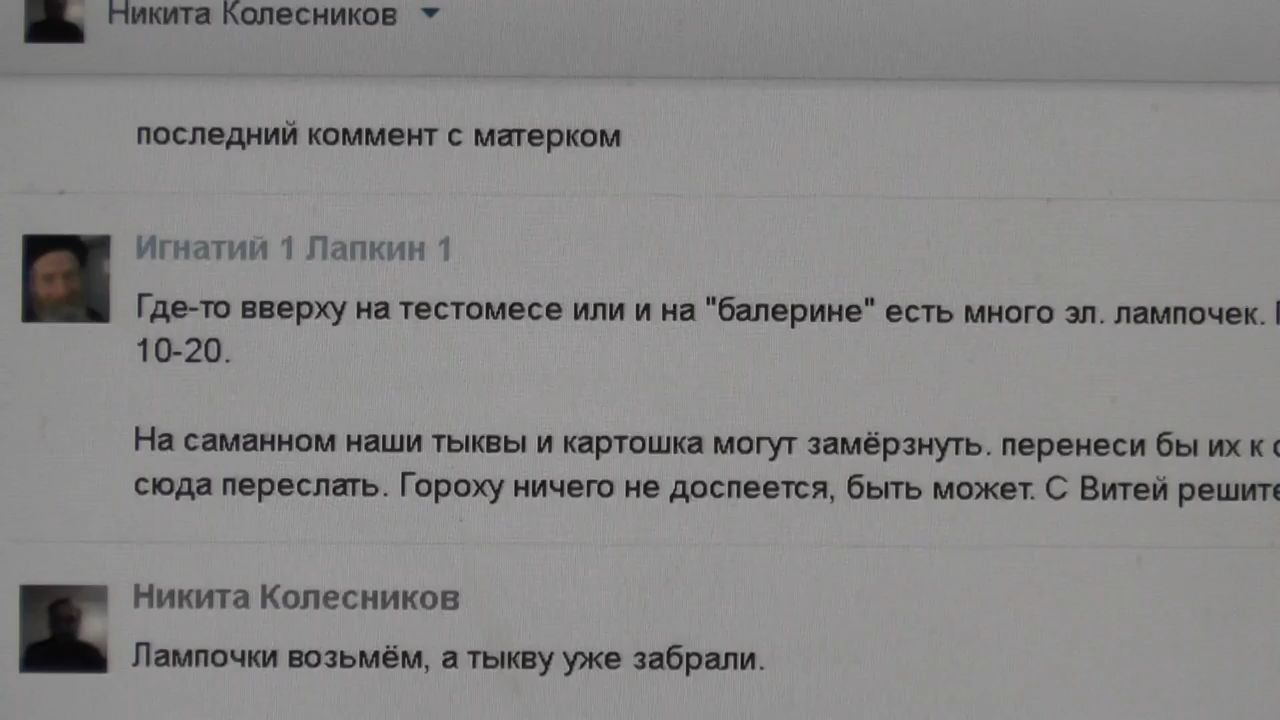 Никита Колесников
последний коммент с матерком
Игнатий 1 Лапкин 1
Где-то вверху на тестомесе или и на "балерине" есть много эл. лампочек.
10-20.
На саманном наши тыквы и картошка могут замёрзнуть. перенеси бы их к
сюда переслать. Гороху ничего не доспеется, быть может. С Витей решите
Никита Колесников
Лампочки возьмём, а тыкву уже забрали.